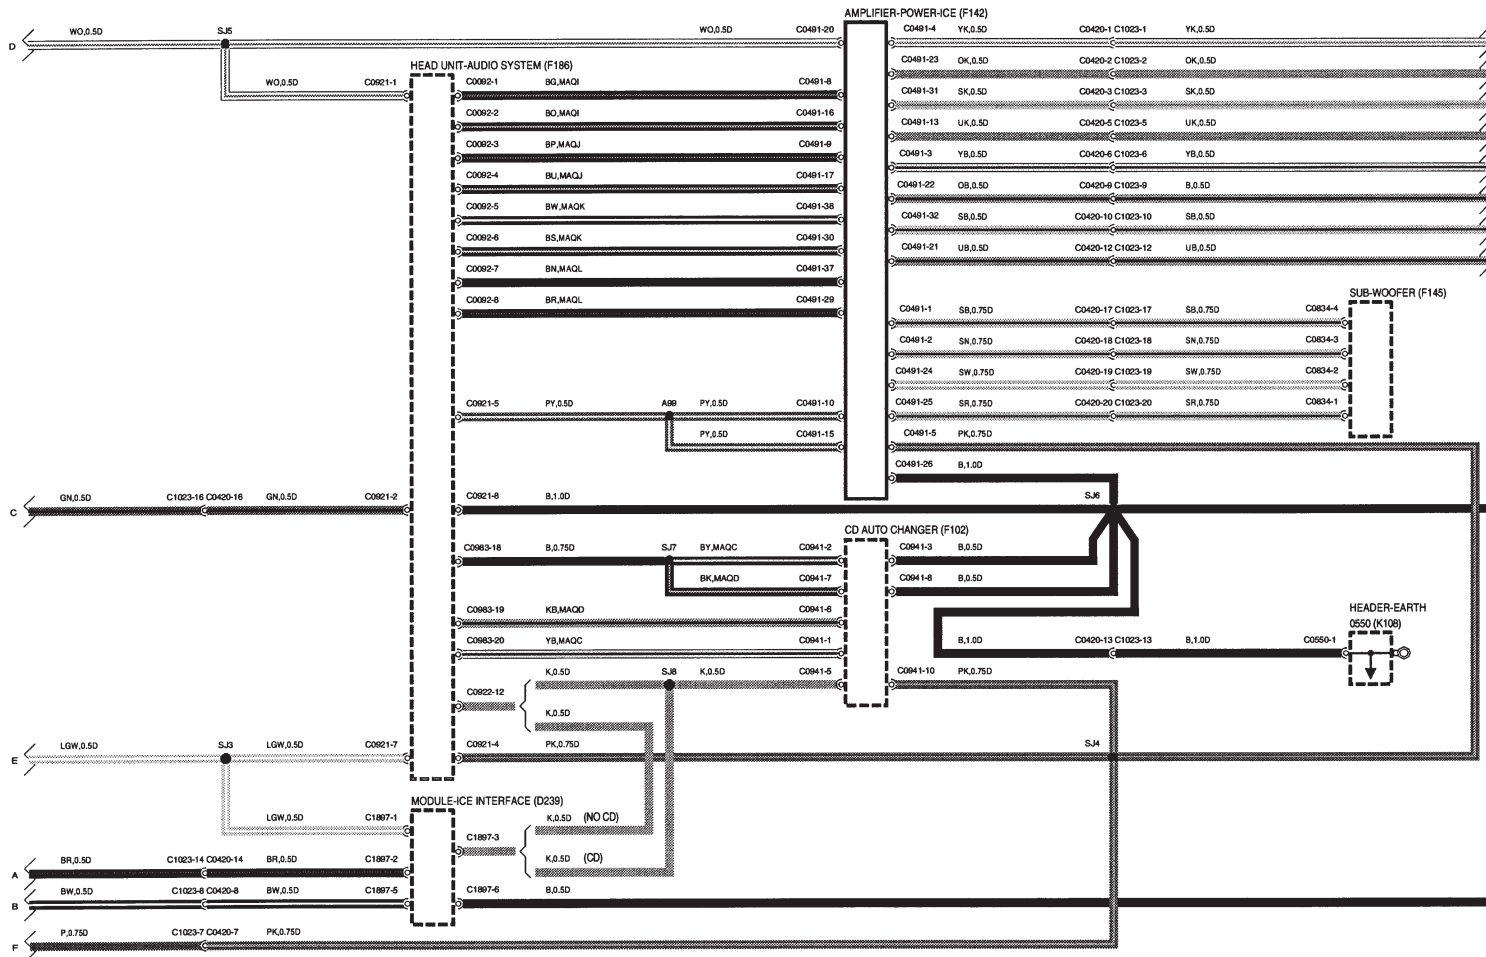 AMPLIFIER-POWER-ICE (F142)
D WO,0.5D SJ5 WO,0.5D C0491-20 C0491-4 YK,0.5D C0420-1 C1023-1 YK,0.5D
HEAD UNIT-AUDIO SYSTEM (F186) C0491-23 OK,0.5D C0420-2 C1023-2 OK,0.5D
WO,0.5D C0921-1 C0092-1 BG,MAQI C0491-8
C0491-31 SK,0.5D C0420-3 C1023-3 SK,0.5D
C0092-2 BO,MAQI C0491-16
C0491-13 UK,0.5D C0420-5 C1023-5 UK,0.5D
C0092-3 BP,MAQJ C0491-9
C0491-3 YB,0.5D C0420-6 C1023-6 YB,0.5D
C0092-4 BU,MAQJ C0491-17
C0491-22 OB,0.5D C0420-9 C1023-9 B,0.5D
C0092-5 BW,MAQK C0491-38
C0491-32 SB,0.5D C0420-10 C1023-10 SB,0.5D
C0092-6 BS,MAQK C0491-30
C0491-21 UB,0.5D C0420-12 C1023-12 UB,0.5D
C0092-7 BN,MAQL C0491-37
C0092-8 BR,MAQL C0491-29
SUB-WOOFER (F145)
C0491-1 SB,0.75D C0420-17 C1023-17 SB,0.75D C0834-4
C0491-2 SN,0.75D C0420-18 C1023-18 SN,0.75D C0834-3
C0491-24 SW,0.75D C0420-19 C1023-19 SW,0.75D C0834-2
C0921-5 PY,0.5D A99 PY,0.5D C0491-10 C0491-25 SR,0.75D C0420-20 C1023-20 SR,0.75D C0834-1
PY,0.5D C0491-15 C0491-5 PK,0.75D
C0491-26 B,1.0D
C GN,0.5D C1023-16 C0420-16 GN,0.5D C0921-2 C0921-8 B,1.0D SJ6
CD AUTO CHANGER (F102)
C0983-18 B,0.75D SJ7 BY,MAQC C0941-2 C0941-3 B,0.5D
BK,MAQD C0941-7 C0941-8 B,0.5D
C0983-19 KB,MAQD C0941-6
HEADER-EARTH
0550 (K108)
C0983-20 YB,MAQC C0941-1 B,1.0D C0420-13 C1023-13 B,1.0D C0550-1
K,0.5D SJ8 K,0.5D C0941-5 C0941-10 PK,0.75D
C0922-12
K,0.5D
E LGW,0.5D SJ3 LGW,0.5D C0921-7 C0921-4 PK,0.75D SJ4
MODULE-ICE INTERFACE (D239)
LGW,0.5D C1897-1 K,0.5D (NO CD)
C1897-3
A BR,0.5D C1023-14 C0420-14 BR,0.5D C1897-2 K,0.5D (CD)
B BW,0.5D C1023-8 C0420-8 BW,0.5D C1897-5 C1897-6 B,0.5D
F P,0.75D C1023-7 C0420-7 PK,0.75D